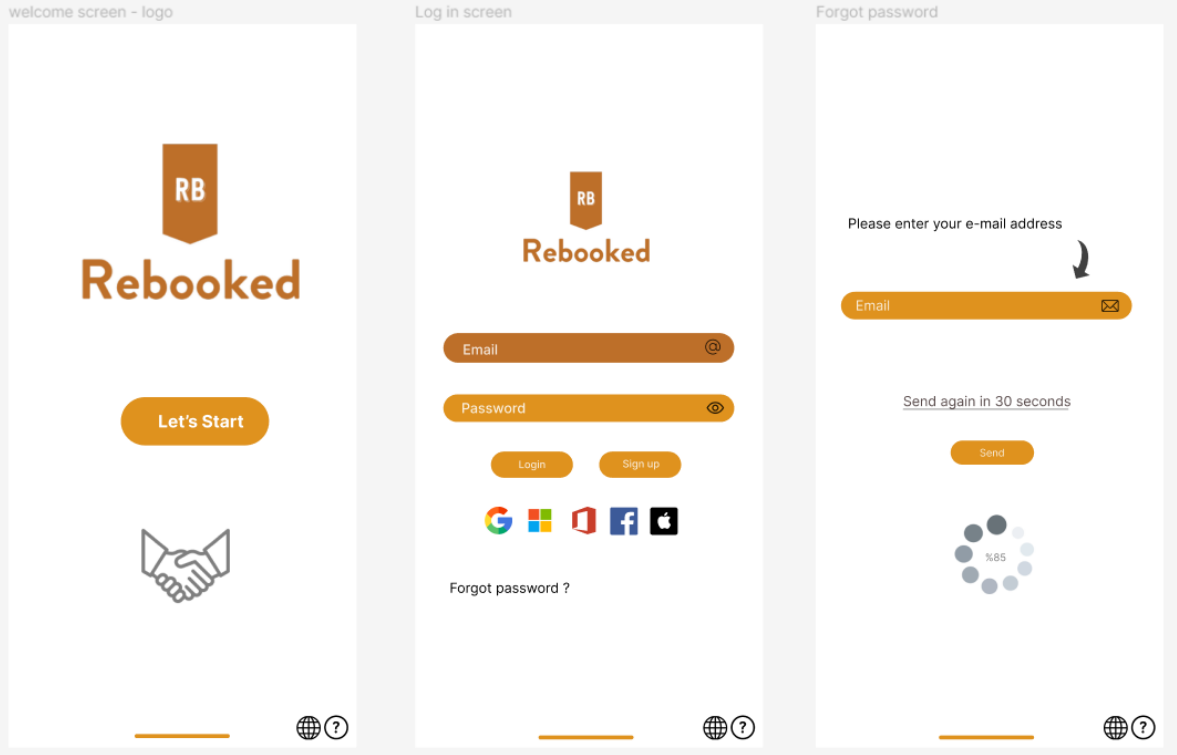 welcome screen - logo
RB
Rebooked
Let's Start
?
Log in screen
RB
Rebooked
Email
@
Password
Login
Sign up
Forgot password ?
?
Forgot password
Please enter your e-mail address
Email
Send again in 30 seconds
Send
%85
?